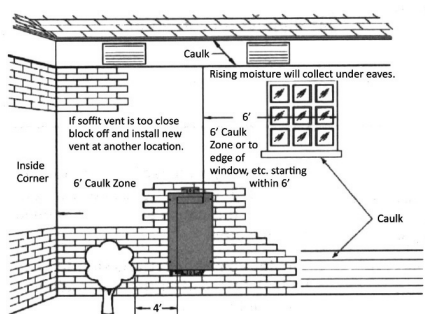 Caulk
Rising moisture will collect under eaves.
If soffit vent is too close
block off and install new
vent at another location.
6'
6' Caulk
Zone or to
edge of
window, etc. starting
within 6'
Inside
Corner
6' Caulk Zone
Caulk
4'